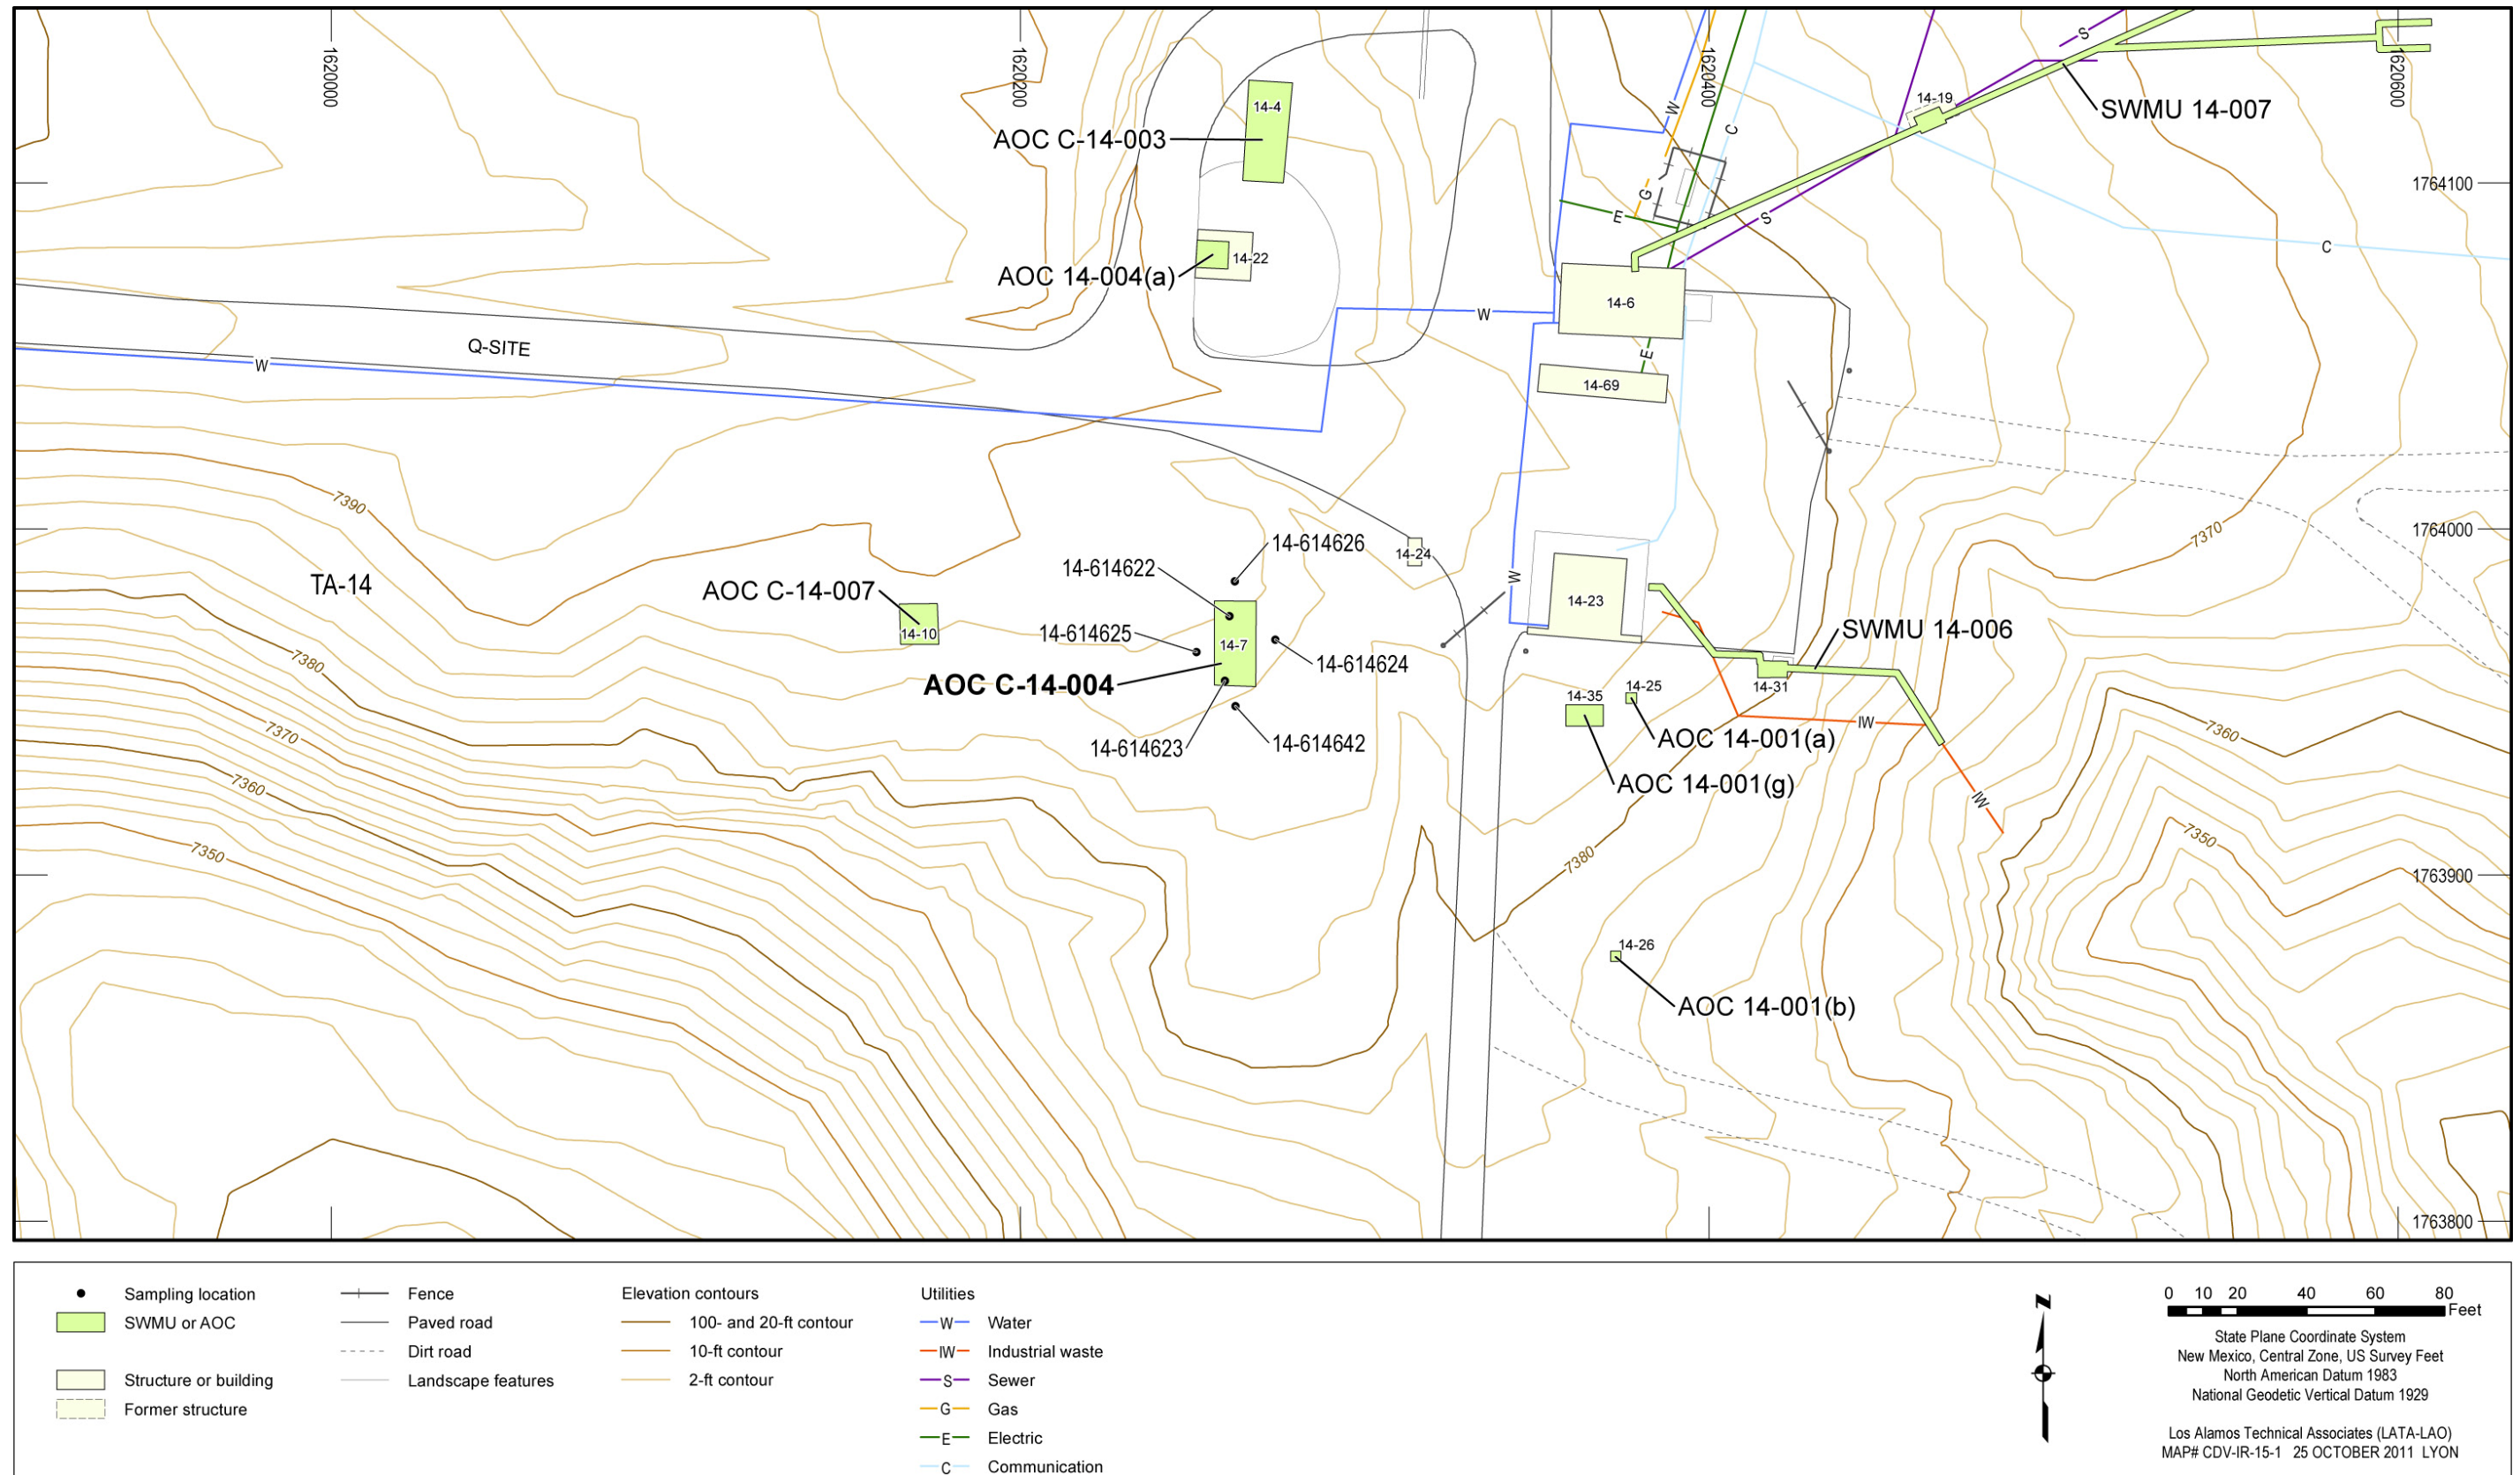 1620000
1620200
1620400
1620600
S
14-4
W
C
14-19
SWMU 14-007
AOC C-14-003
1764100
G
E
S
AOC 14-004(a)
14-22
C
14-6
W
Q-SITE
W
E
14-69
7390
1764000
7370
14-614626
14-24
14-614622
TA-14
AOC C-14-007
W
14-23
14-10
14-614625
14-7
14-614624
SWMU 14-006
7380
AOC C-14-004
14-31
14-35
14-25
7370
IW
7360
14-614623
14-614642
AOC 14-001(a)
AOC 14-001(g)
7360
IW
7350
7350
7380
1763900
14-26
AOC 14-001(b)
1763800
Sampling location
SWMU or AOC
Structure or building
Former structure
Fence
Paved road
Dirt road
Landscape features
Elevation contours
100- and 20-ft contour
10-ft contour
2-ft contour
Utilities
W Water
IW Industrial waste
S Sewer
G Gas
E Electric
C Communication
N
0 10 20 40 60 80
Feet
State Plane Coordinate System
New Mexico, Central Zone, US Survey Feet
North American Datum 1983
National Geodetic Vertical Datum 1929
Los Alamos Technical Associates (LATA-LAO)
MAP# CDV-IR-15-1 25 OCTOBER 2011 LYON